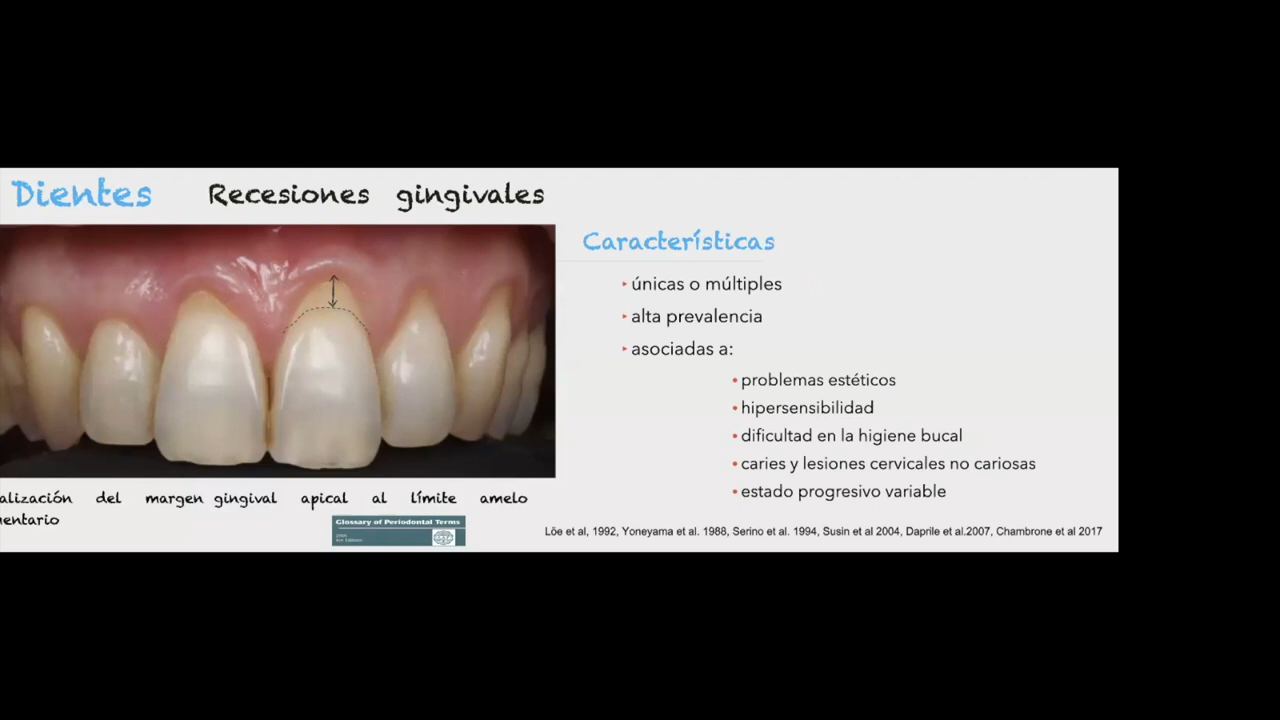 Dientes Recesiones gingivales
Características
únicas o múltiples
alta prevalencia
asociadas a:
problemas estéticos
hipersensibilidad
dificultad en la higiene bucal
caries y lesiones cervicales no cariosas
estado progresivo variable
alización del margen gingival apical al límite amelo
entario
Glossary of Periodontal Terms
Löe et al, 1992, Yoneyama et al. 1988, Serino et al. 1994, Susin et al 2004, Daprile et al.2007, Chambrone et al 2017